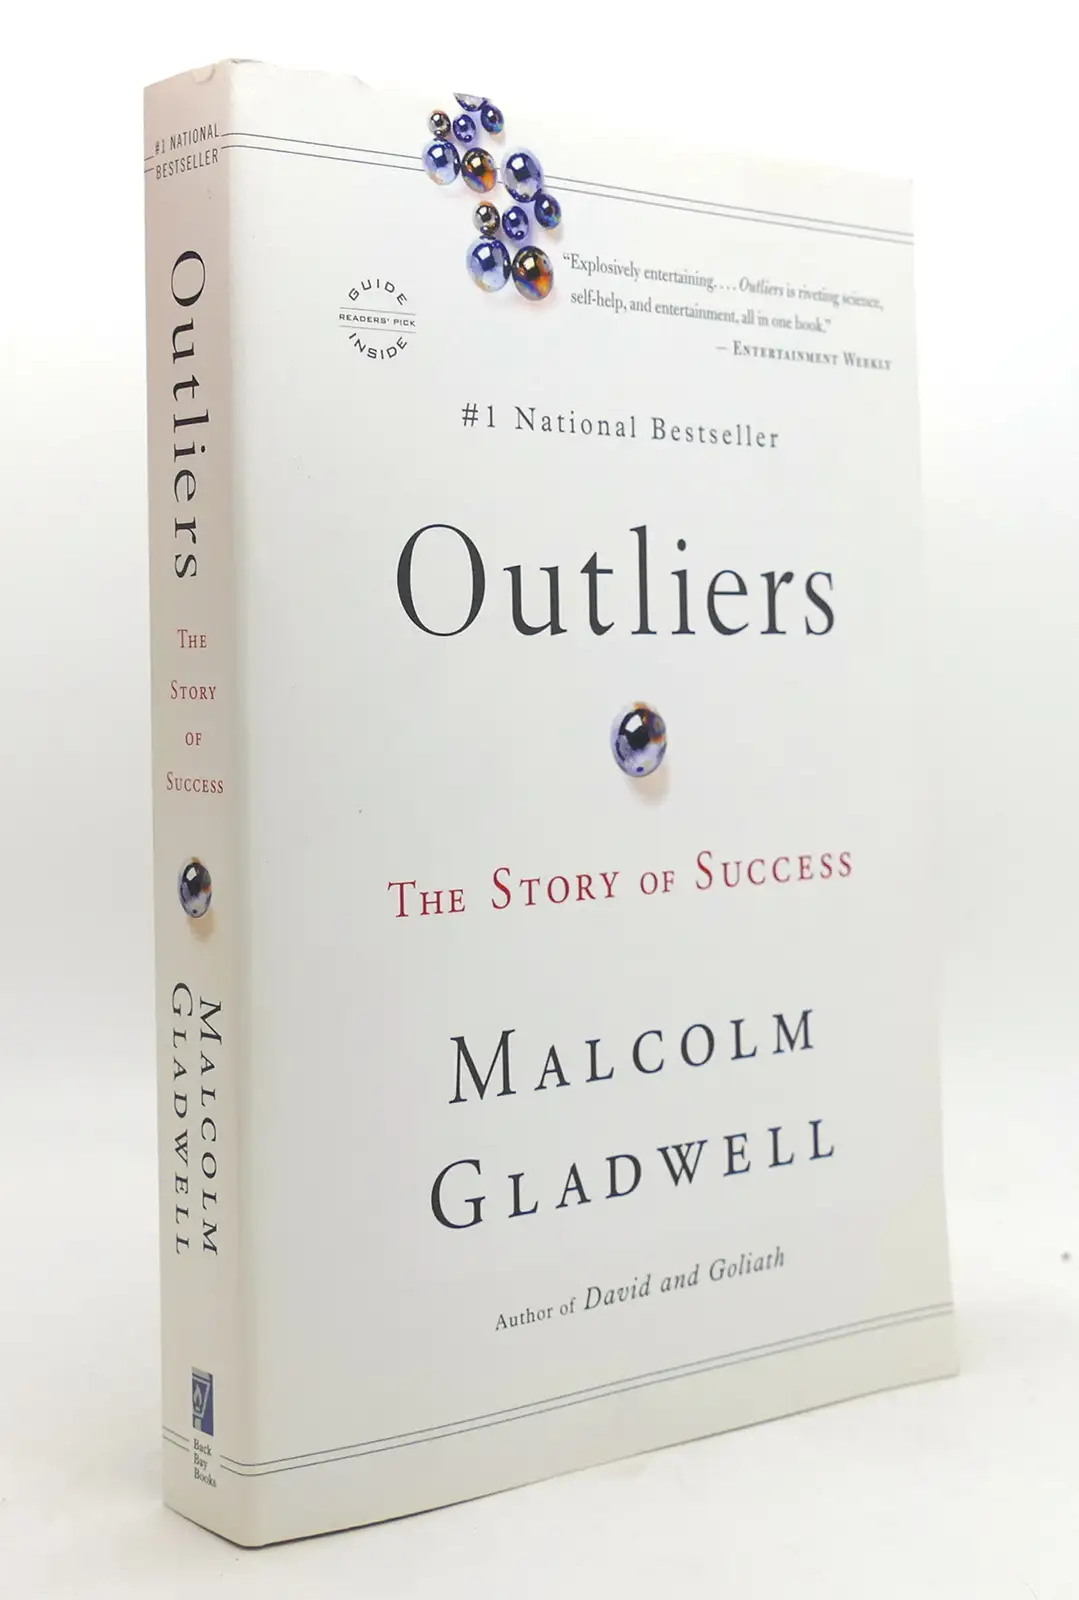 #1 NATIONAL
BESTSELLER
Outliers
THE
STORY
OF
SUCCESS
MALCOLM
GLADWELL
Back
Bay
Books
GUIDE
READERS' PICK
INSIDE
“Explosively entertaining. . . . Outliers is riveting science,
self-help, and entertainment, all in one book.”
— ENTERTAINMENT WEEKLY
#1 National Bestseller
Outliers
THE STORY OF SUCCESS
MALCOLM
GLADWELL
Author of David and Goliath